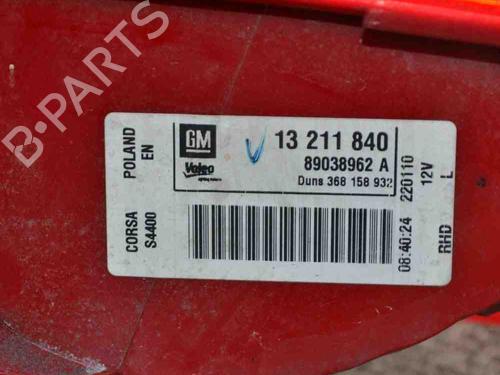 GM
13 211 840
Valeo
89038962 A
Duns 368 158 932
CORSA POLAND
S4400 EN
08:40:24 220110
RHD 12V
L
B-PARTS